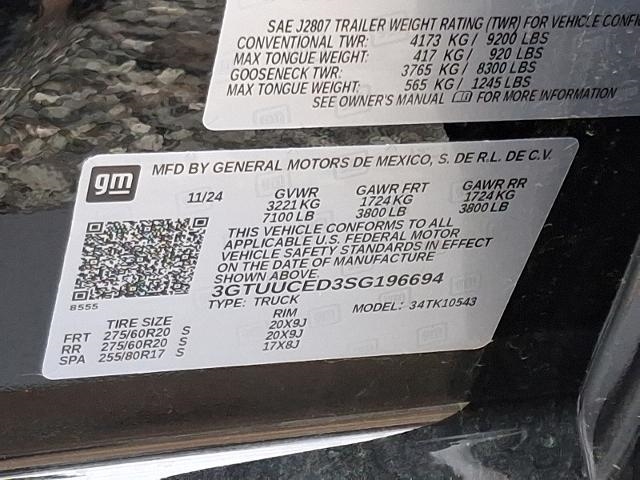 SAE J2807 TRAILER WEIGHT RATING (TWR) FOR VEHICLE
CONVENTIONAL TWR: 4173 KG / 9200 LBS
MAX TONGUE WEIGHT: 417 KG / 920 LBS
GOOSENECK TWR: 3765 KG / 8300 LBS
MAX TONGUE WEIGHT: 565 KG / 1245 LBS
SEE OWNER'S MANUAL FOR MORE INFORMATION
gm
MFD BY GENERAL MOTORS DE MEXICO, S. DE R.L. DE C.V.
11/24 GVWR GAWR FRT GAWR RR
3221 KG 1724 KG 1724 KG
7100 LB 3800 LB 3800 LB
THIS VEHICLE CONFORMS TO ALL
APPLICABLE U.S. FEDERAL MOTOR
VEHICLE SAFETY STANDARDS IN EFFECT
ON THE DATE OF MANUFACTURE
SHOWN ABOVE.
3GTUUCED3SG196694
TYPE: TRUCK MODEL: 34TK10543
8555
TIRE SIZE RIM
FRT 275/60R20 S 20X9J
RR 275/60R20 S 20X9J
SPA 255/80R17 S 17X8J